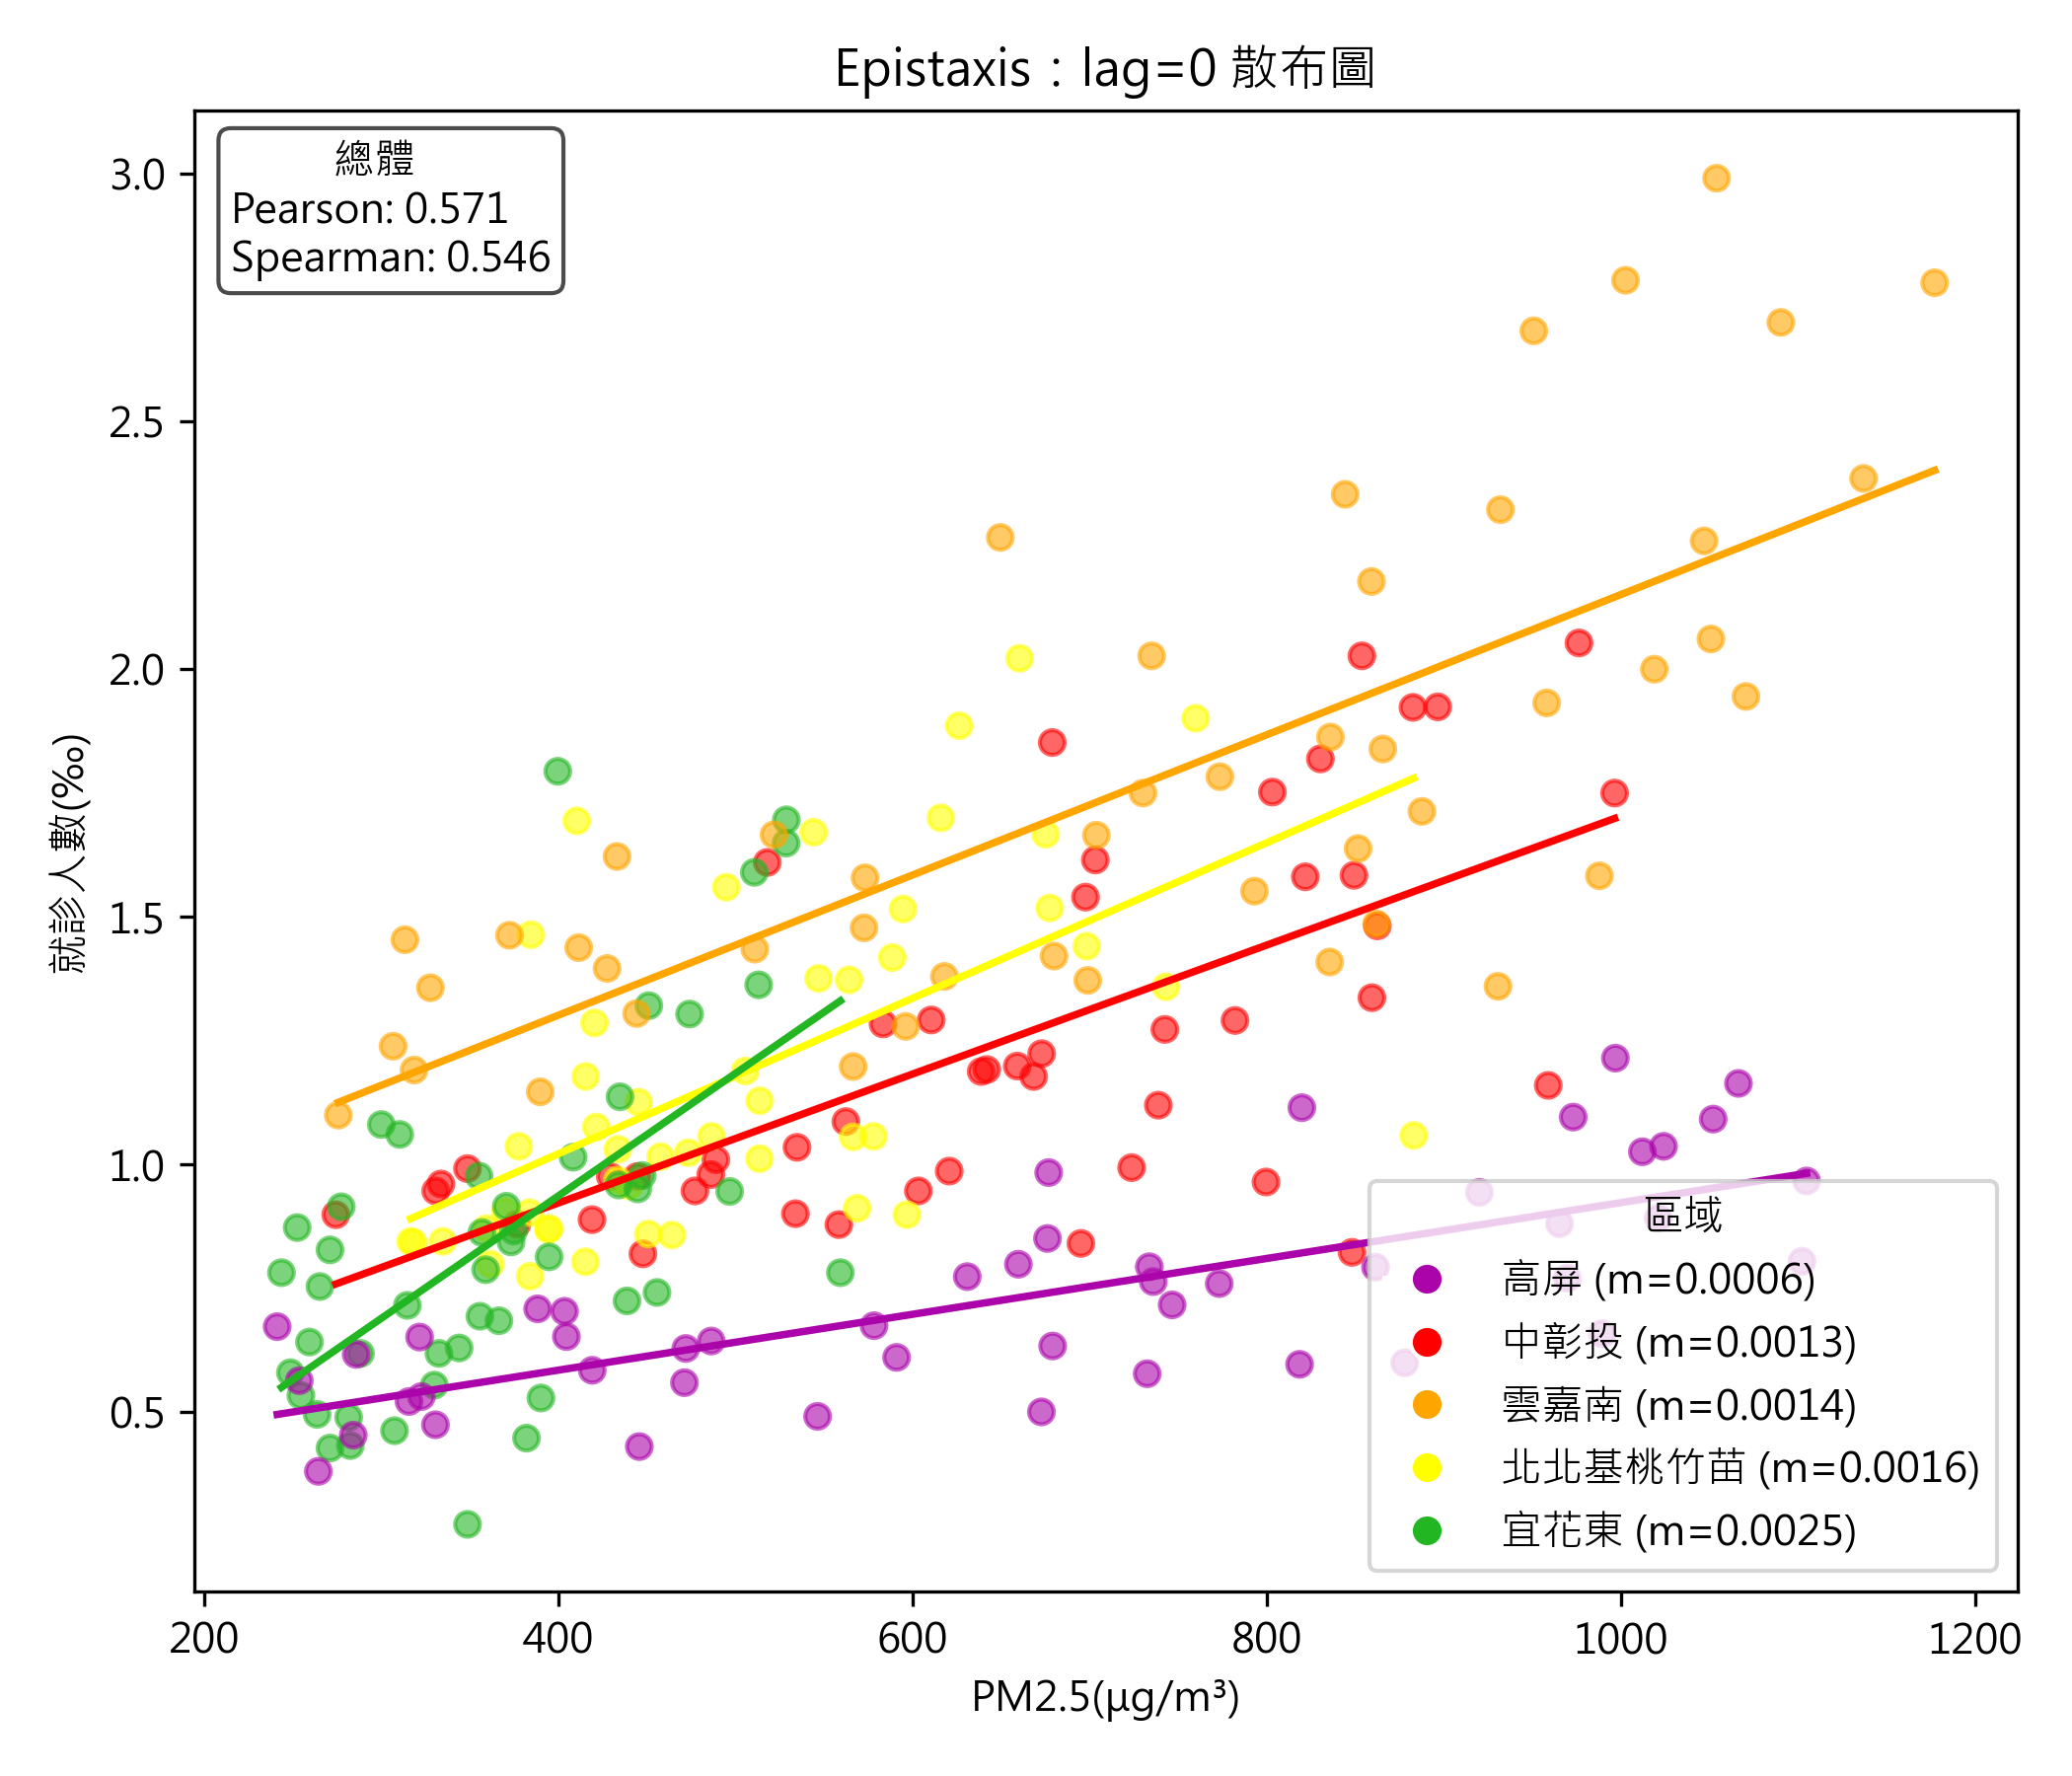 Epistaxis：lag=0 散布圖
總體
Pearson: 0.571
Spearman: 0.546
3.0
2.5
2.0
1.5
1.0
0.5
就診人數(‰)
區域
高屏 (m=0.0006)
中彰投 (m=0.0013)
雲嘉南 (m=0.0014)
北北基桃竹苗 (m=0.0016)
宜花東 (m=0.0025)
200 400 600 800 1000 1200
PM2.5(μg/m³)